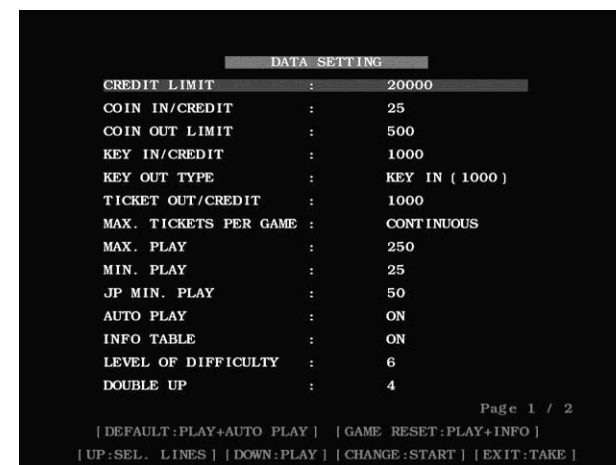 DATA SETTING
CREDIT LIMIT : 20000
COIN IN/CREDIT : 25
COIN OUT LIMIT : 500
KEY IN/CREDIT : 1000
KEY OUT TYPE : KEY IN (1000)
TICKET OUT/CREDIT : 1000
MAX. TICKETS PER GAME : CONTINUOUS
MAX. PLAY : 250
MIN. PLAY : 25
JP MIN. PLAY : 50
AUTO PLAY : ON
INFO TABLE : ON
LEVEL OF DIFFICULTY : 6
DOUBLE UP : 4
Page 1 / 2
[DEFAULT:PLAY+AUTO PLAY] [GAME RESET:PLAY+INFO]
[UP:SEL. LINES] [DOWN:PLAY] [CHANGE:START] [EXIT:TAKE]